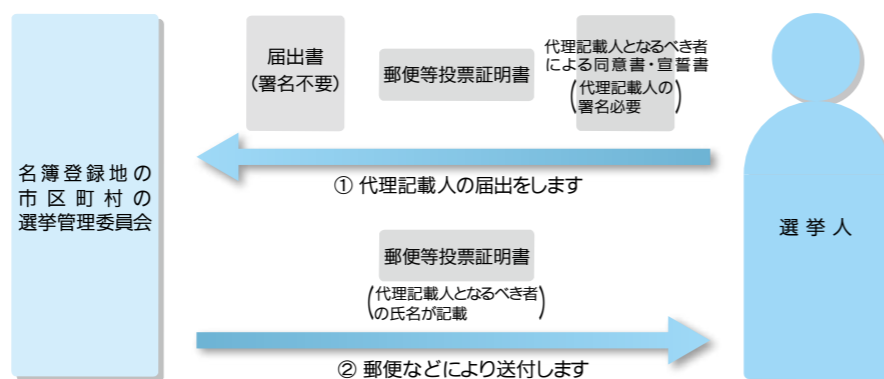 届出書
(署名不要)
郵便等投票証明書
代理記載人となるべき者
による同意書・宣誓書
(代理記載人の
署名必要)
① 代理記載人の届出をします
名簿登録地の
市区町村の
選挙管理委員会
選挙人
郵便等投票証明書
(代理記載人となるべき者
の氏名が記載)
② 郵便などにより送付します